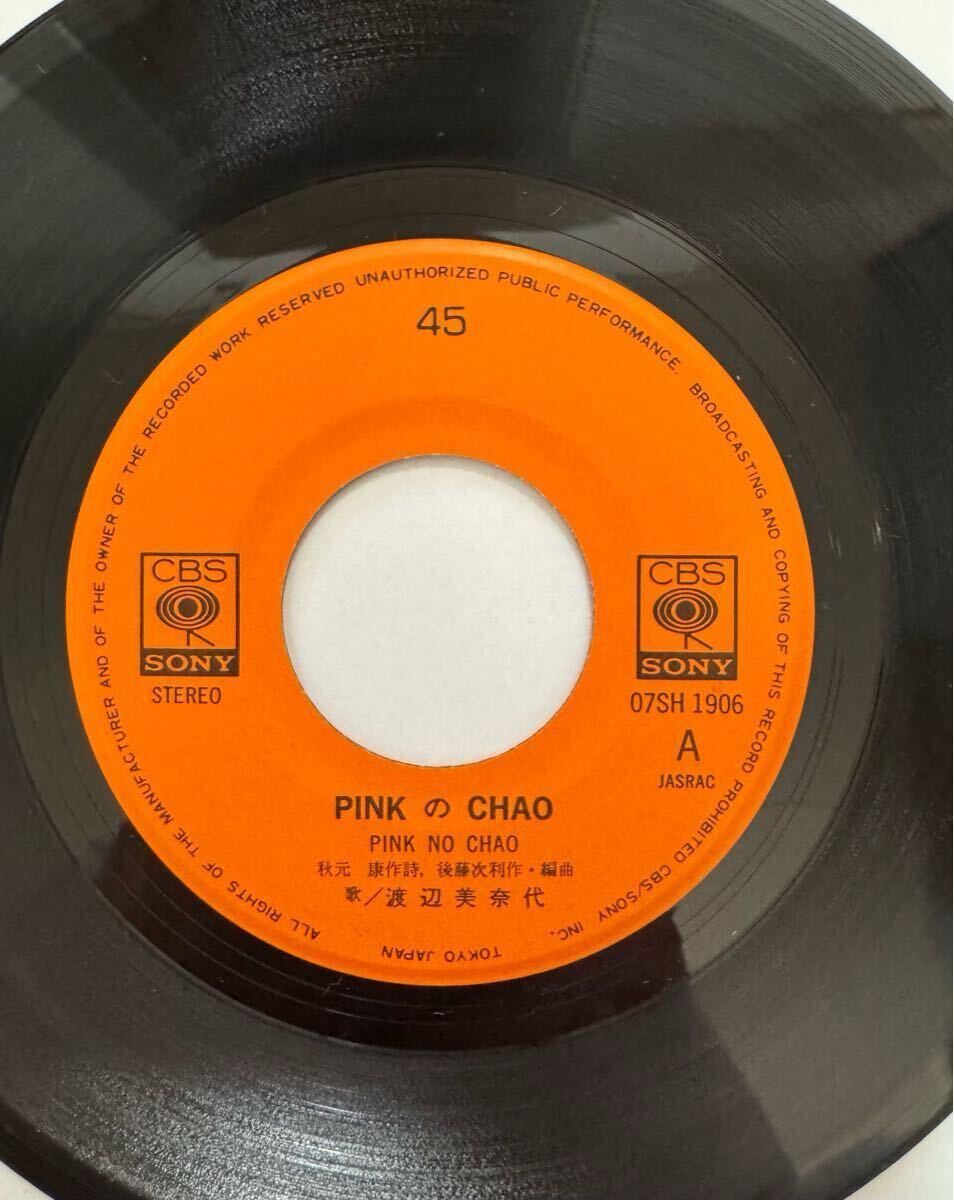 ALL RIGHTS OF THE MANUFACTURER AND OF THE OWNER OF THE RECORDED WORK RESERVED UNAUTHORIZED PUBLIC PERFORMANCE. BROADCASTING AND COPYING OF THIS RECORD PROHIBITED CBS/SONY INC.
TOKYO JAPAN
45
CBS
SONY
STEREO
CBS
SONY
07SH 1906
A
JASRAC
PINK の CHAO
PINK NO CHAO
秋元 康作詩, 後藤次利作・編曲
歌/渡辺美奈代